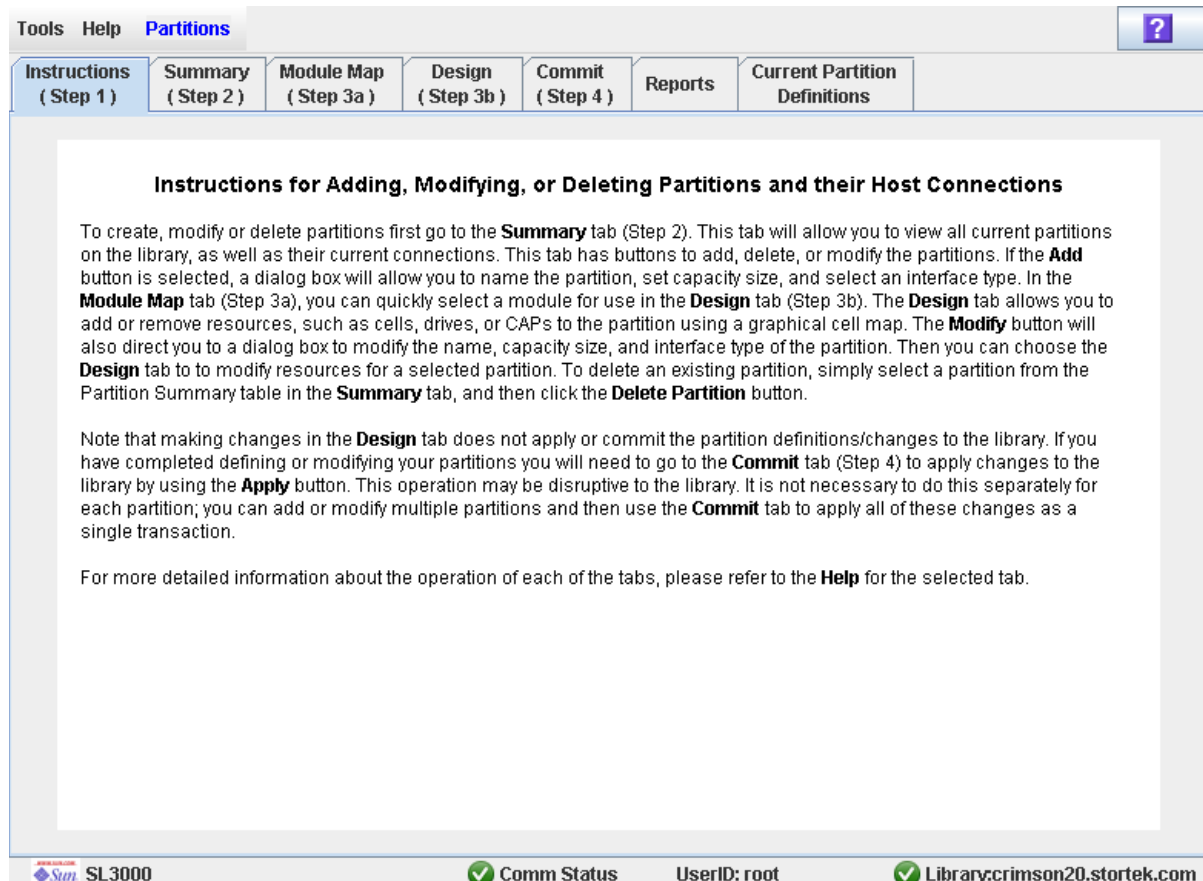 Tools Help Partitions
?
Instructions ( Step 1 )
Summary ( Step 2 )
Module Map ( Step 3a )
Design ( Step 3b )
Commit ( Step 4 )
Reports
Current Partition Definitions
Instructions for Adding, Modifying, or Deleting Partitions and their Host Connections
To create, modify or delete partitions first go to the Summary tab (Step 2). This tab will allow you to view all current partitions
on the library, as well as their current connections. This tab has buttons to add, delete, or modify the partitions. If the Add
button is selected, a dialog box will allow you to name the partition, set capacity size, and select an interface type. In the
Module Map tab (Step 3a), you can quickly select a module for use in the Design tab (Step 3b). The Design tab allows you to
add or remove resources, such as cells, drives, or CAPs to the partition using a graphical cell map. The Modify button will
also direct you to a dialog box to modify the name, capacity size, and interface type of the partition. Then you can choose the
Design tab to to modify resources for a selected partition. To delete an existing partition, simply select a partition from the
Partition Summary table in the Summary tab, and then click the Delete Partition button.
Note that making changes in the Design tab does not apply or commit the partition definitions/changes to the library. If you
have completed defining or modifying your partitions you will need to go to the Commit tab (Step 4) to apply changes to the
library by using the Apply button. This operation may be disruptive to the library. It is not necessary to do this separately for
each partition; you can add or modify multiple partitions and then use the Commit tab to apply all of these changes as a
single transaction.
For more detailed information about the operation of each of the tabs, please refer to the Help for the selected tab.
Sun SL3000
Comm Status
UserID: root
Library:crimson20.stortek.com